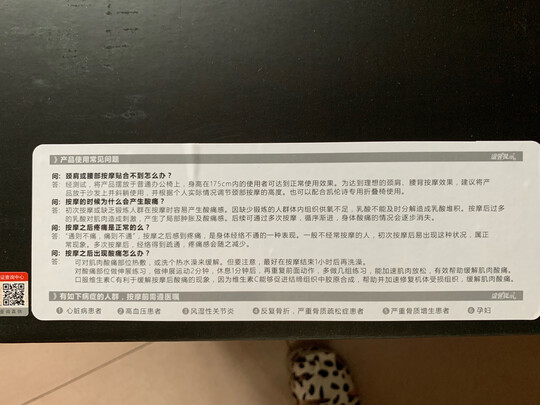 》产品使用常见问题
问: 颈肩或腰部按摩贴合不到怎么办?
答: 经测试,将产品摆放于普通办公椅上,身高在175cm内的使用者可达到正常使用效果。为达到理想的颈肩、腰背按摩效果,建议将产
品放于沙发上并斜躺使用,并根据个人实际情况调节颈部按摩的高度。也可以配合凯伦诗专用折叠椅使用。
问: 按摩的时候为什么会产生酸痛?
答: 初次按摩或缺乏锻炼人群在按摩时容易产生酸痛感。因缺少锻炼的人群体内组织供氧不足,乳酸不能及时分解造成乳酸堆积。按摩后过多
的乳酸对肌肉造成了刺激,产生了局部肿胀及酸痛感。后续可通过多次按摩,循序渐进,身体酸痛的情况会逐步消失。
问: 按摩之后疼痛是正常的么?
答: “通则不痛,痛则不通”,按摩之后感到疼痛,是身体经络不通的一种表现。一般不经常按摩的人,初次按摩后易出现这种状况,属正
常现象。多次按摩后,经络得到疏通,疼痛感会随之减少。
问: 按摩之后出现酸痛怎么办?
答: 可对肌肉酸痛部位热敷,或洗个热水澡来缓解。但要注意,最好在按摩结束1小时后再洗澡。
对酸痛部位做伸展练习,做伸展运动2分钟,休息1分钟后,再重复前面动作,多做几组练习,能加速肌肉放松,有效帮助缓解肌肉酸痛。
口服维生素C有利于缓解按摩后酸痛的现象,因为维生素C能够促进结缔组织中胶原合成,帮助并加速修复机体受损组织,缓解肌肉酸痛。
》有如下病症的人群,按摩前需遵医嘱
❶ 心脏病患者 ❷ 高血压患者 ❸ 风湿性关节炎 ❹ 反复骨折,严重骨质疏松症患者 ❺ 严重骨质增生患者 ❻ 孕妇